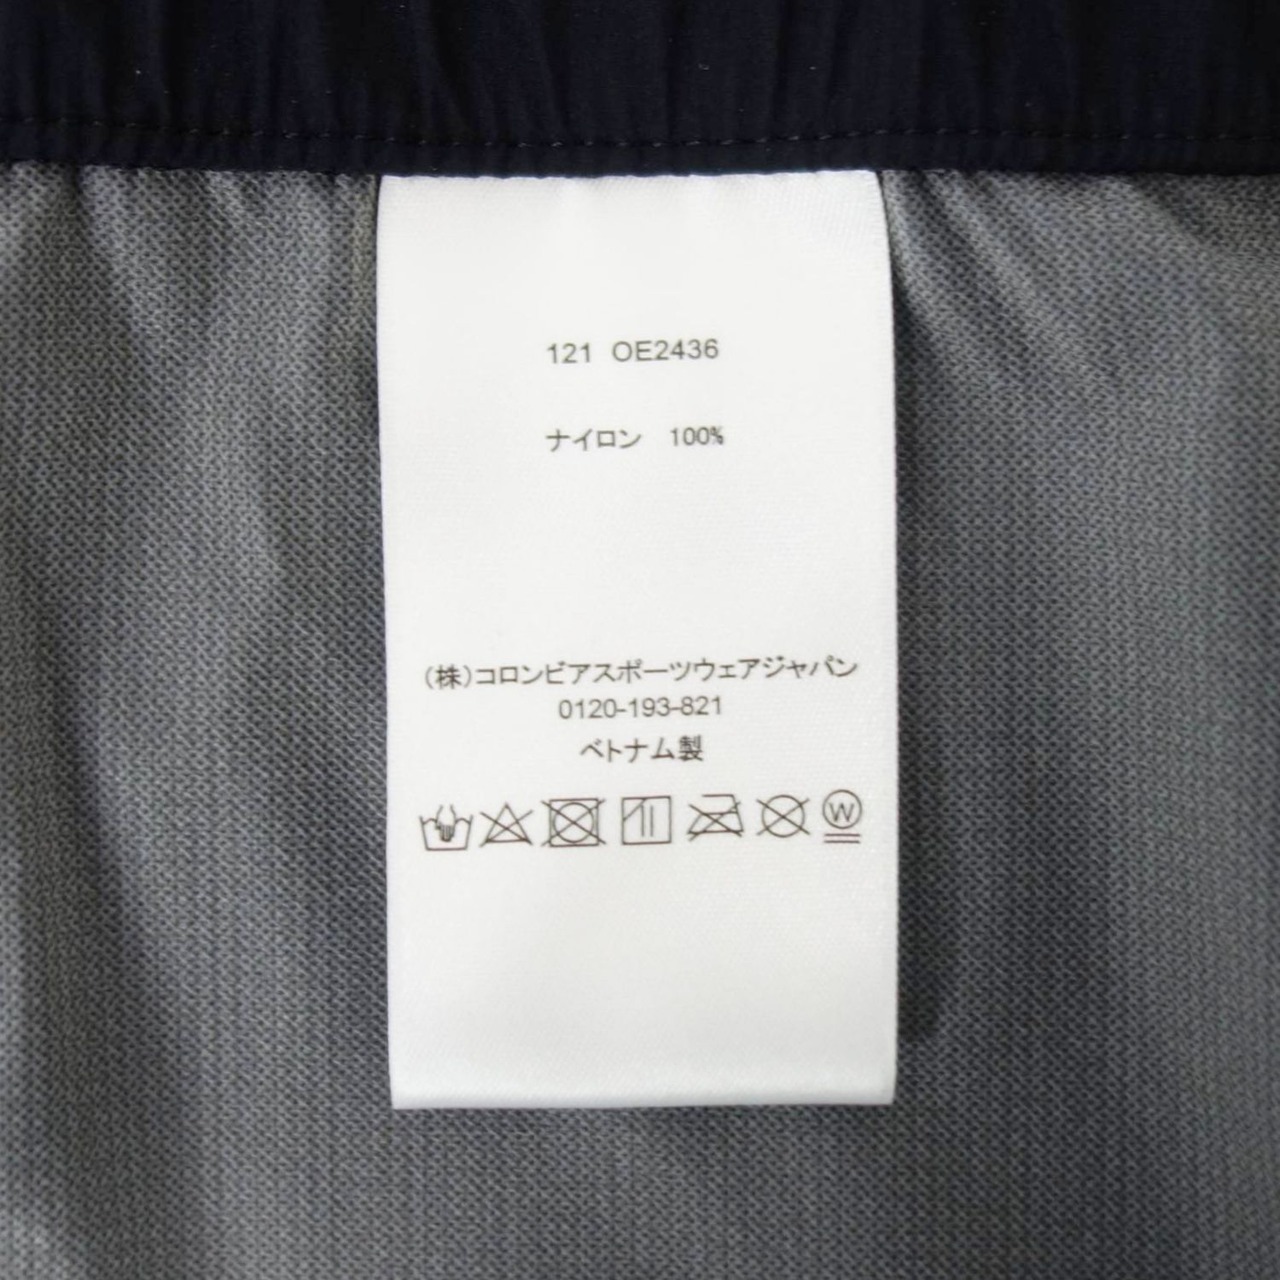 121 OE2436
ナイロン 100%
(株)コロンビアスポーツウェアジャパン
0120-193-821
ベトナム製
W